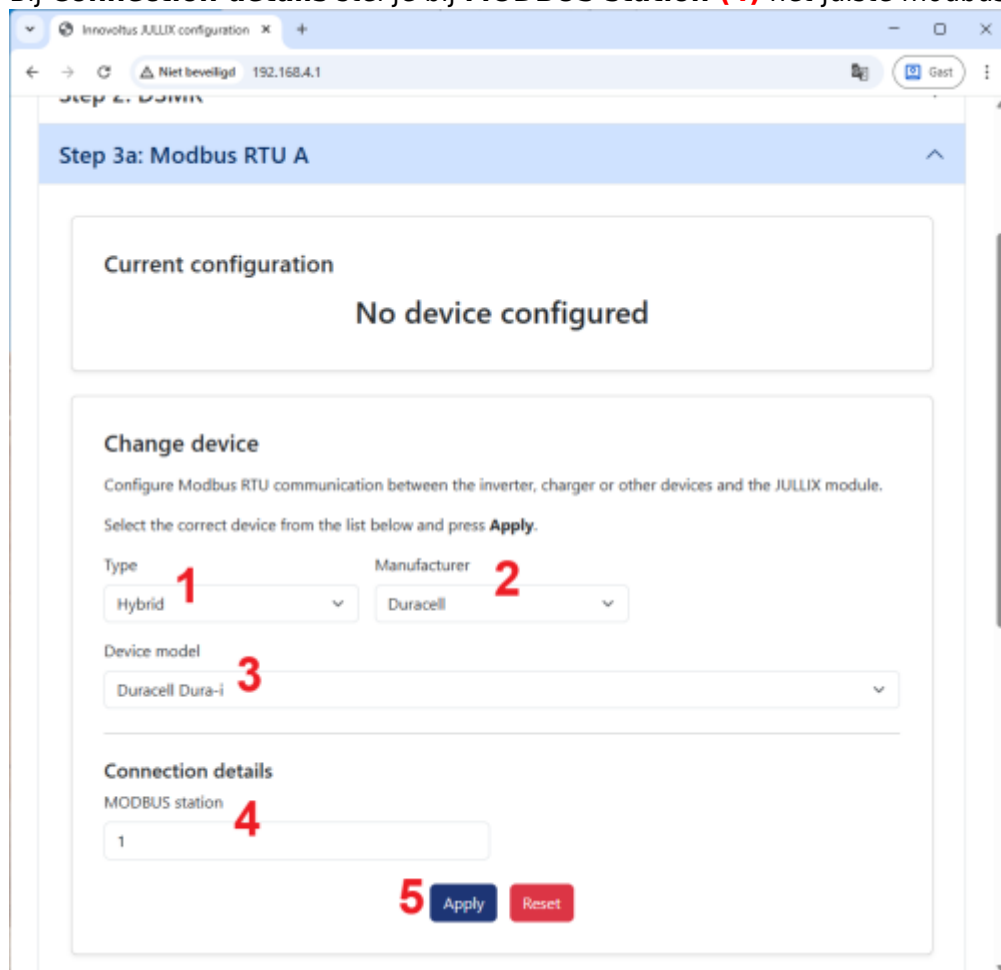 Bij Connection details stel je bij MODBUS station (4) het juiste modbus
Innovoltus JULLIX configuration
Niet beveiligd 192.168.4.1 Gast
Step 2: DSMR
Step 3a: Modbus RTU A
Current configuration
No device configured
Change device
Configure Modbus RTU communication between the inverter, charger or other devices and the JULLIX module.
Select the correct device from the list below and press Apply.
Type Manufacturer
1 2
Hybrid Duracell
Device model
3
Duracell Dura-i
Connection details
MODBUS station
4
1
5 Apply Reset